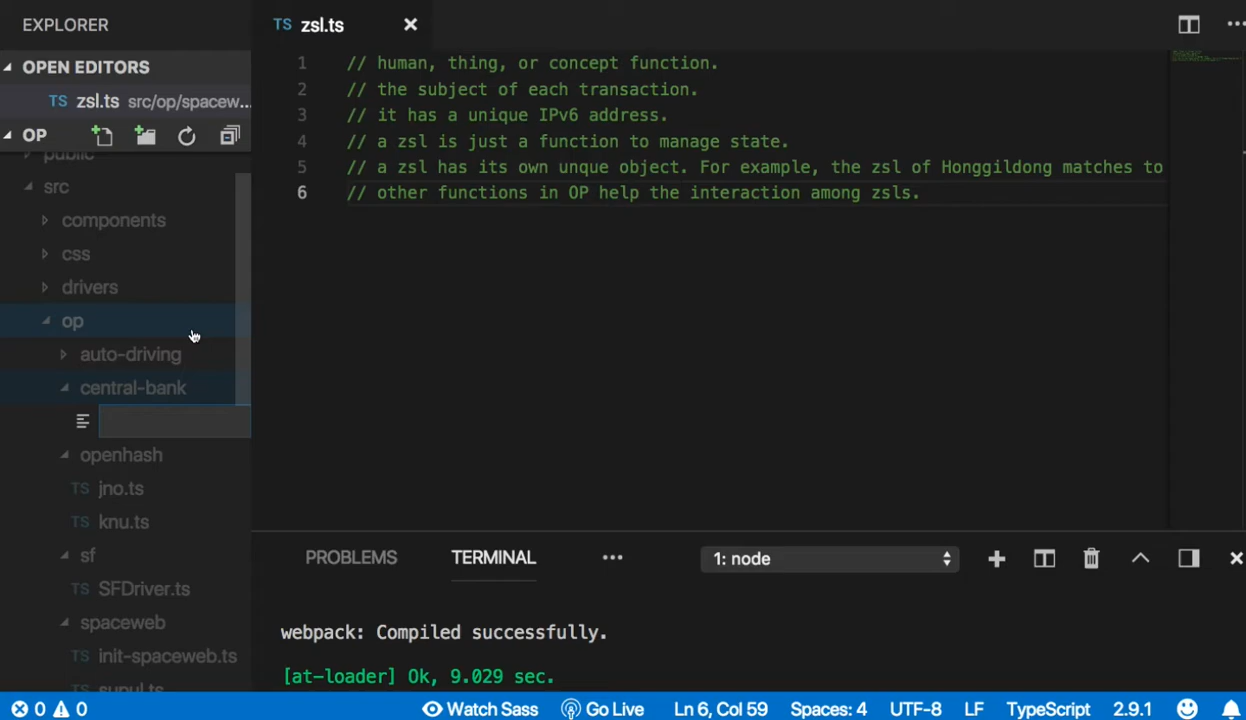 EXPLORER
TS zsl.ts
OPEN EDITORS
TS zsl.ts src/op/spacew...
OP
public
src
components
css
drivers
op
auto-driving
central-bank
openhash
TS jno.ts
TS knu.ts
sf
TS SFDriver.ts
spaceweb
TS init-spaceweb.ts
TS supul.ts
1 // human, thing, or concept function.
2 // the subject of each transaction.
3 // it has a unique IPv6 address.
4 // a zsl is just a function to manage state.
5 // a zsl has its own unque object. For example, the zsl of Honggildong matches to
6 // other functions in OP help the interaction among zsls.
PROBLEMS TERMINAL ... 1: node
webpack: Compiled successfully.
[at-loader] Ok, 9.029 sec.
0 0 Watch Sass Go Live Ln 6, Col 59 Spaces: 4 UTF-8 LF TypeScript 2.9.1